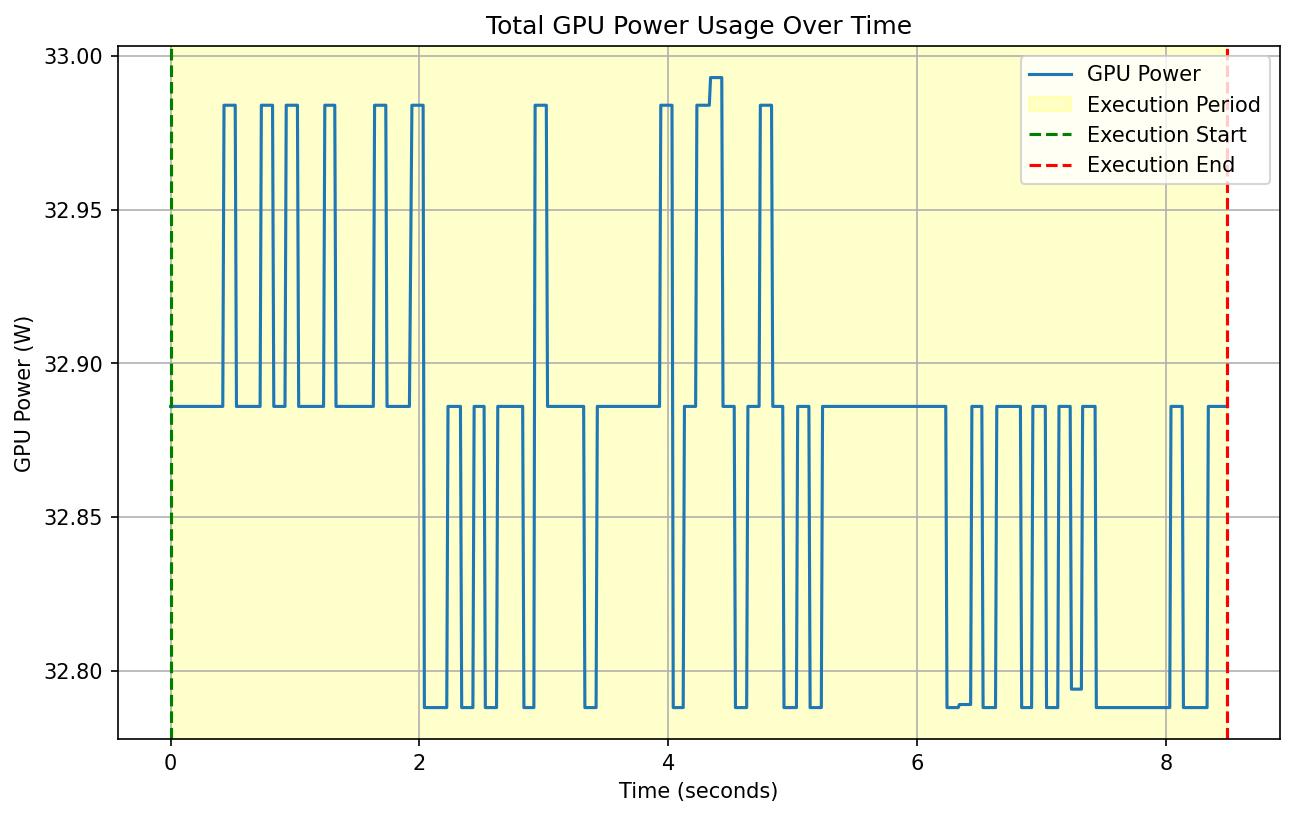 Total GPU Power Usage Over Time
33.00
32.95
32.90
32.85
32.80
GPU Power (W)
GPU Power
Execution Period
Execution Start
Execution End
0 2 4 6 8
Time (seconds)